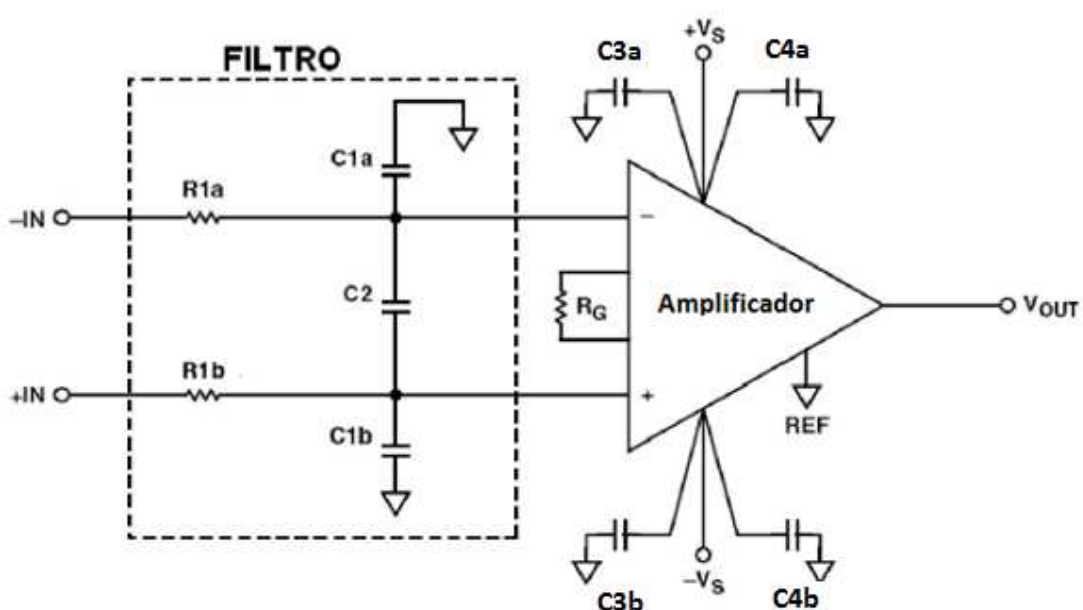 FILTRO
C3a
+VS
C4a
C1a
R1a
–IN
–
C2
RG
Amplificador
VOUT
R1b
+IN
+
C1b
REF
C3b
–VS
C4b